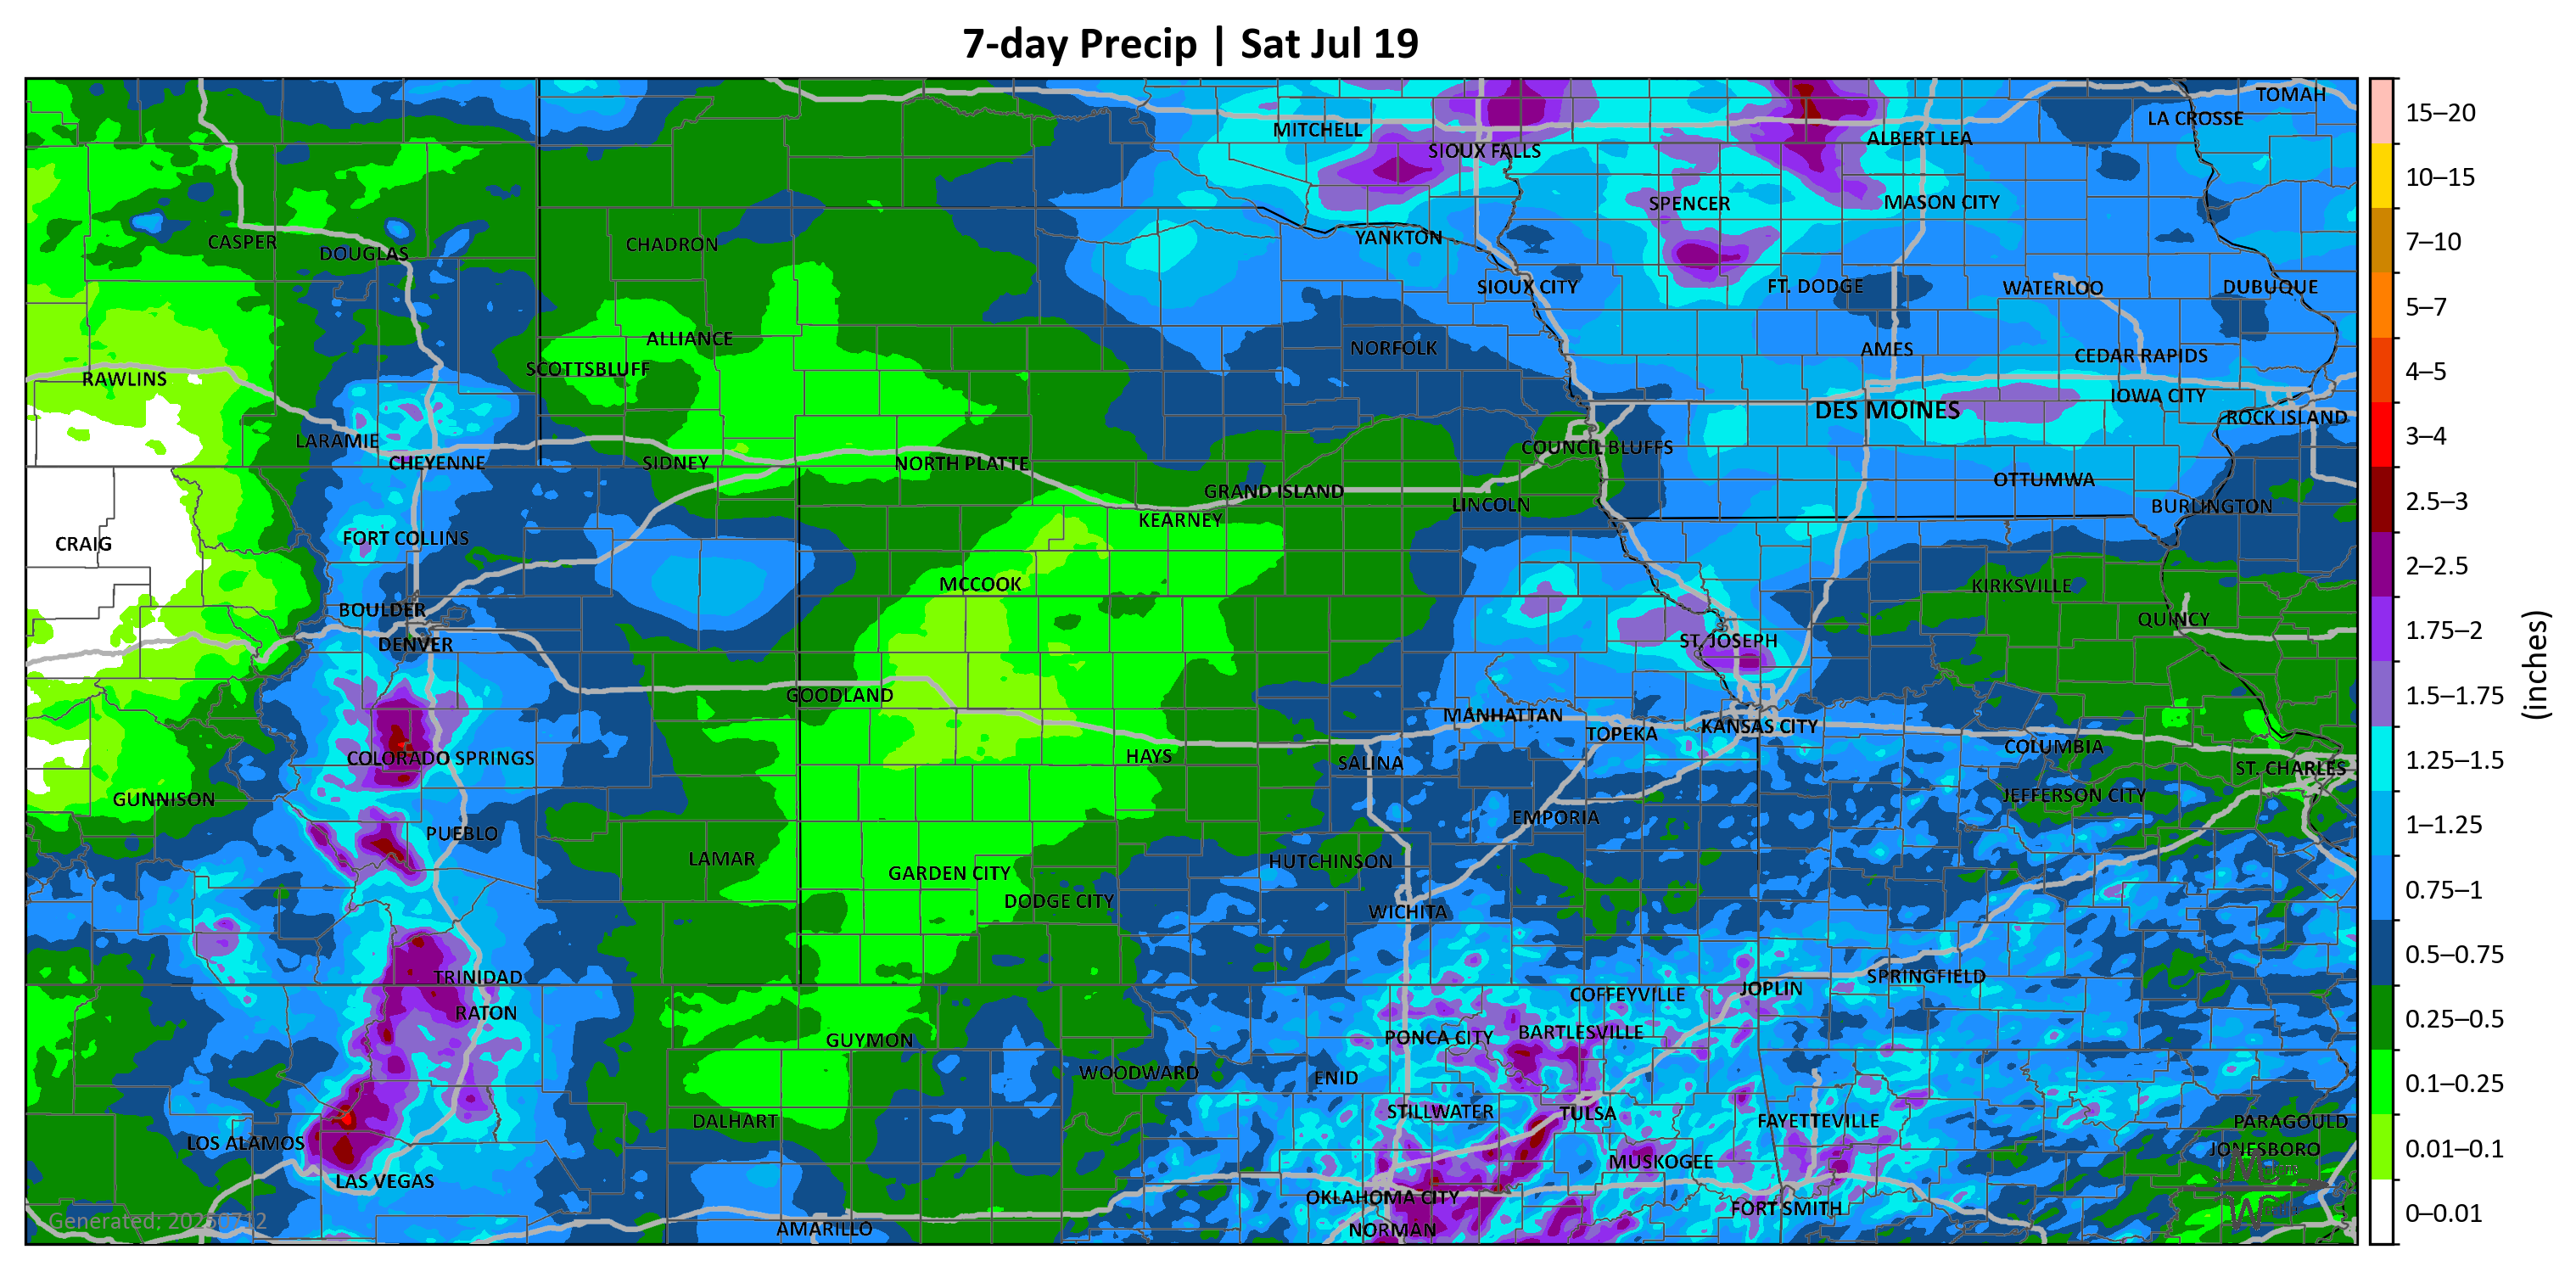 7-day Precip | Sat Jul 19
TOMAH
LA CROSSE
MITCHELL
ALBERT LEA
SIOUX FALLS
SPENCER
MASON CITY
CASPER
DOUGLAS
CHADRON
YANKTON
SIOUX CITY
FT. DODGE
WATERLOO
DUBUQUE
ALLIANCE
NORFOLK
AMES
CEDAR RAPIDS
RAWLINS
SCOTTSBLUFF
IOWA CITY
DES MOINES
ROCK ISLAND
LARAMIE
COUNCIL BLUFFS
CHEYENNE
SIDNEY
NORTH PLATTE
OTTUMWA
GRAND ISLAND
LINCOLN
BURLINGTON
KEARNEY
CRAIG
FORT COLLINS
MCCOOK
KIRKSVILLE
BOULDER
QUINCY
DENVER
ST. JOSEPH
GOODLAND
MANHATTAN
KANSAS CITY
TOPEKA
COLUMBIA
COLORADO SPRINGS
HAYS
SALINA
ST. CHARLES
GUNNISON
JEFFERSON CITY
EMPORIA
PUEBLO
LAMAR
HUTCHINSON
GARDEN CITY
DODGE CITY
WICHITA
TRINIDAD
SPRINGFIELD
COFFEYVILLE
JOPLIN
RATON
BARTLESVILLE
PONCA CITY
GUYMON
WOODWARD
ENID
STILLWATER
TULSA
DALHART
FAYETTEVILLE
PARAGOULD
LOS ALAMOS
JONESBORO
MUSKOGEE
LAS VEGAS
OKLAHOMA CITY
FORT SMITH
Generated; 20250712
AMARILLO
NORMAN
15–20
10–15
7–10
5–7
4–5
3–4
2.5–3
2–2.5
1.75–2
1.5–1.75
1.25–1.5
1–1.25
0.75–1
0.5–0.75
0.25–0.5
0.1–0.25
0.01–0.1
0–0.01
(inches)